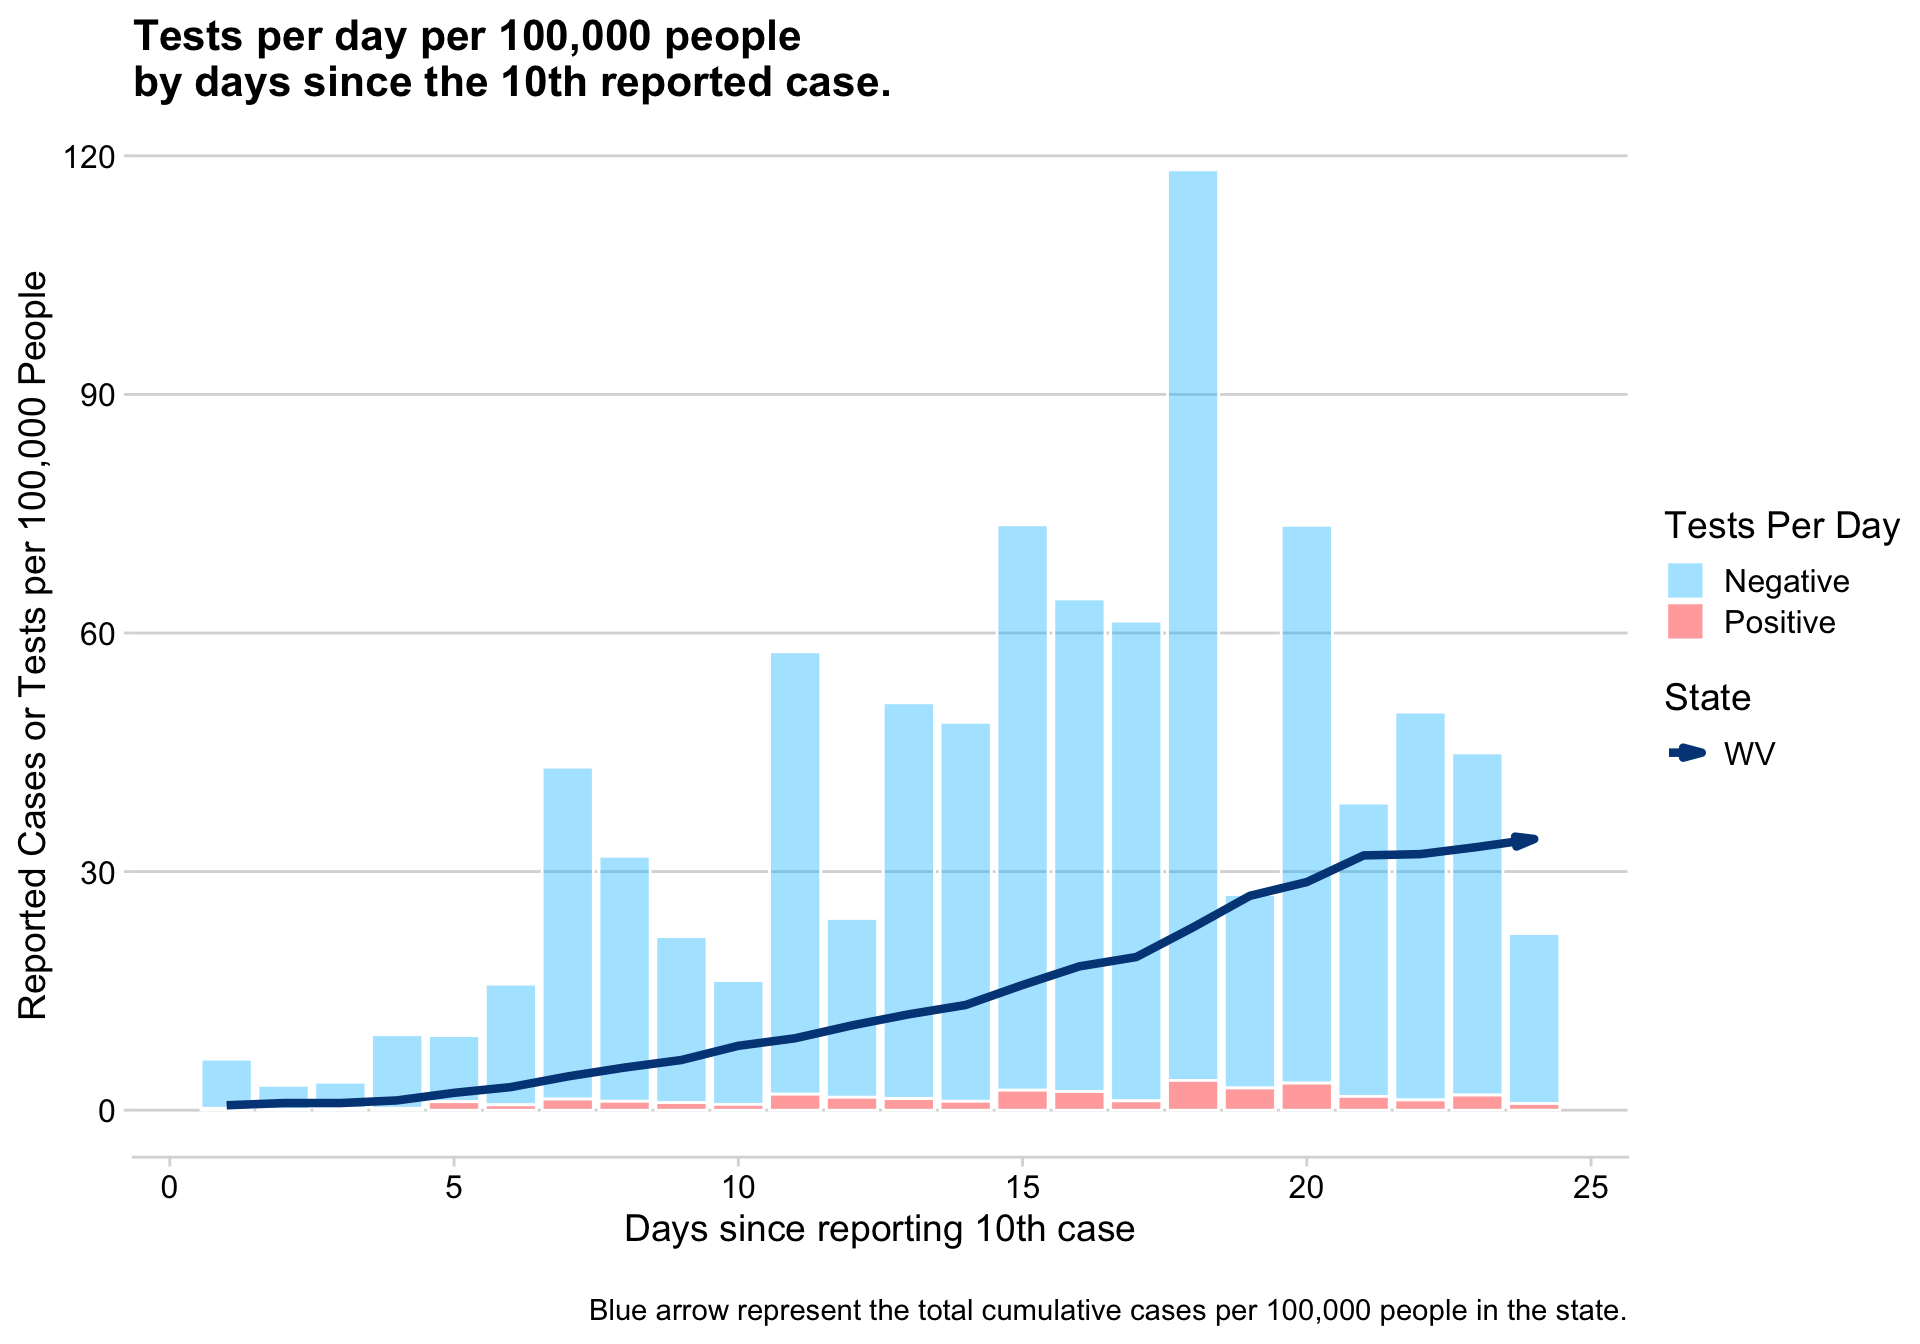 Tests per day per 100,000 people
by days since the 10th reported case.
Reported Cases or Tests per 100,000 People
120
90
60
30
0
0
5
10
15
20
25
Days since reporting 10th case
Tests Per Day
Negative
Positive
State
WV
Blue arrow represent the total cumulative cases per 100,000 people in the state.